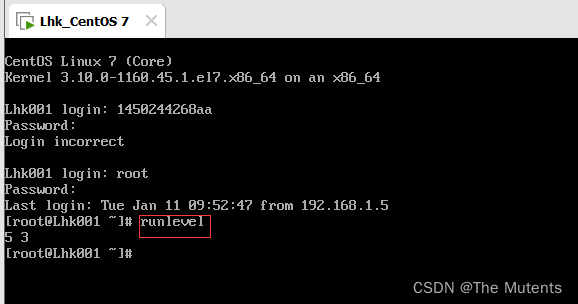 Lhk_CentOS 7
CentOS Linux 7 (Core)
Kernel 3.10.0-1160.45.1.el7.x86_64 on an x86_64
Lhk001 login: 1450244268aa
Password:
Login incorrect
Lhk001 login: root
Password:
Last login: Tue Jan 11 09:52:47 from 192.168.1.5
[root@Lhk001 ~]# runlevel
5 3
[root@Lhk001 ~]#
CSDN @The Mutents